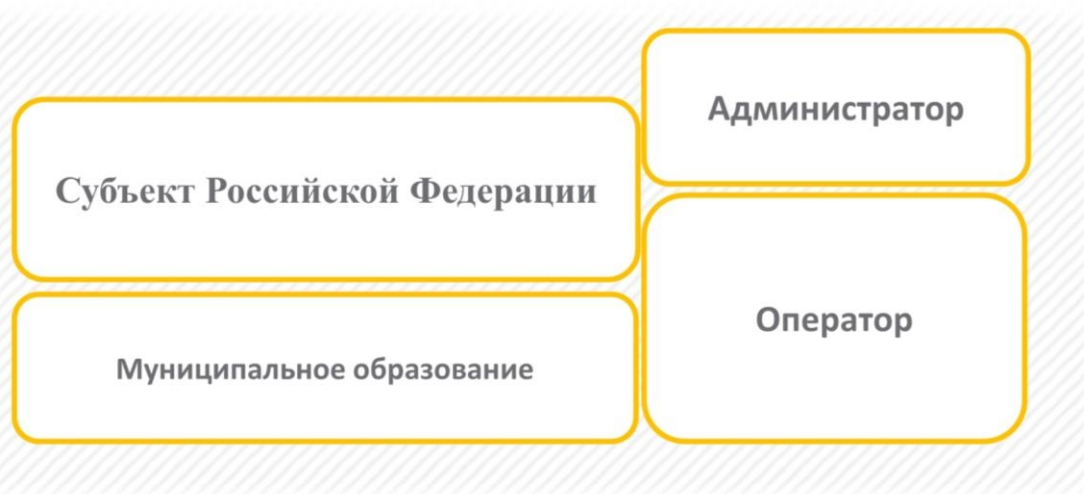 Администратор
Субъект Российской Федерации
Оператор
Муниципальное образование